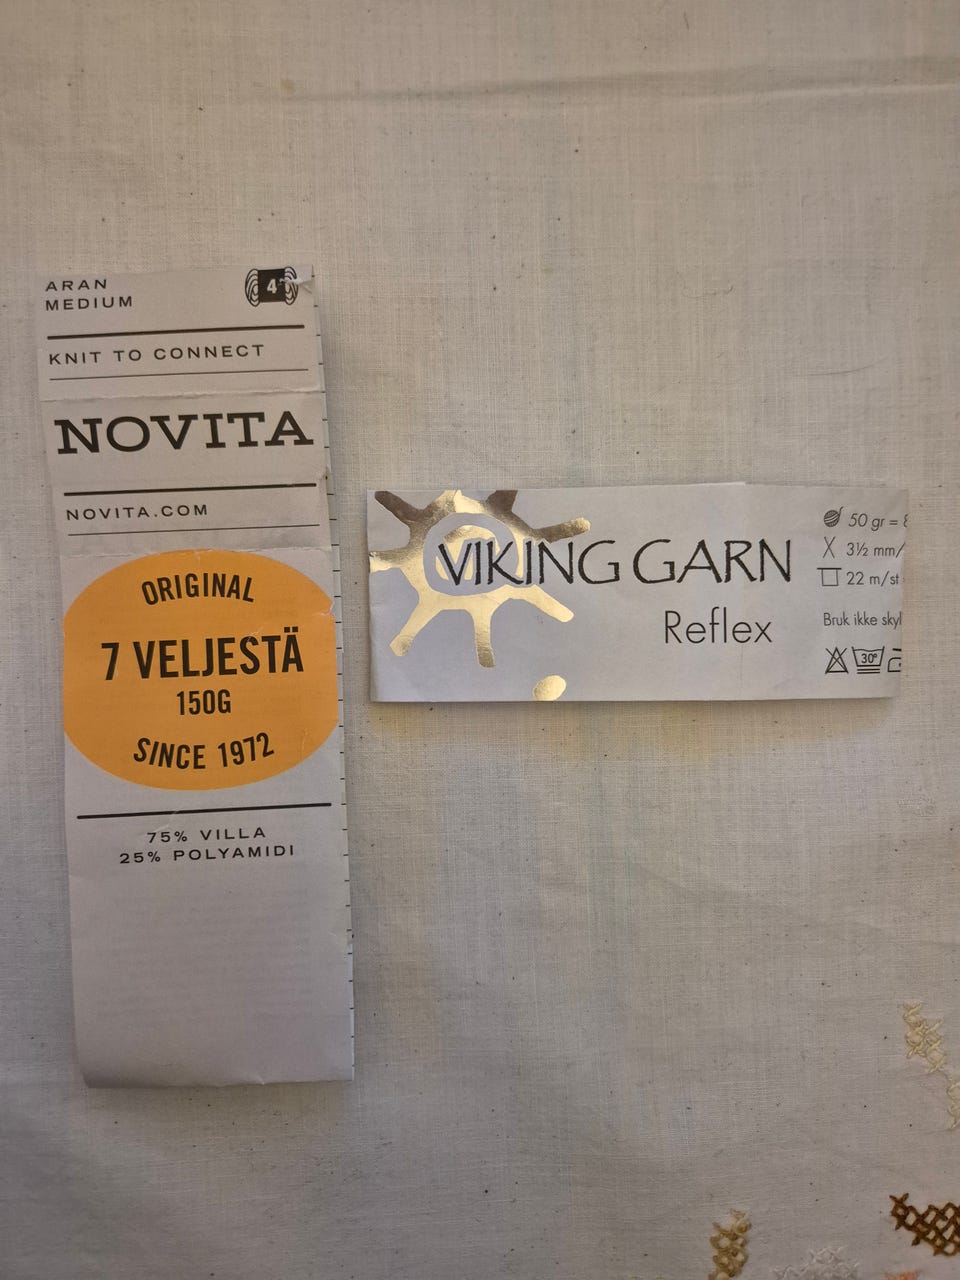 ARAN
MEDIUM
4
KNIT TO CONNECT
NOVITA
NOVITA.COM
ORIGINAL
7 VELJESTÄ
150G
SINCE 1972
75% VILLA
25% POLYAMIDI
VIKING GARN
Reflex
50 gr =
3½ mm/
22 m/st
Bruk ikke
30°